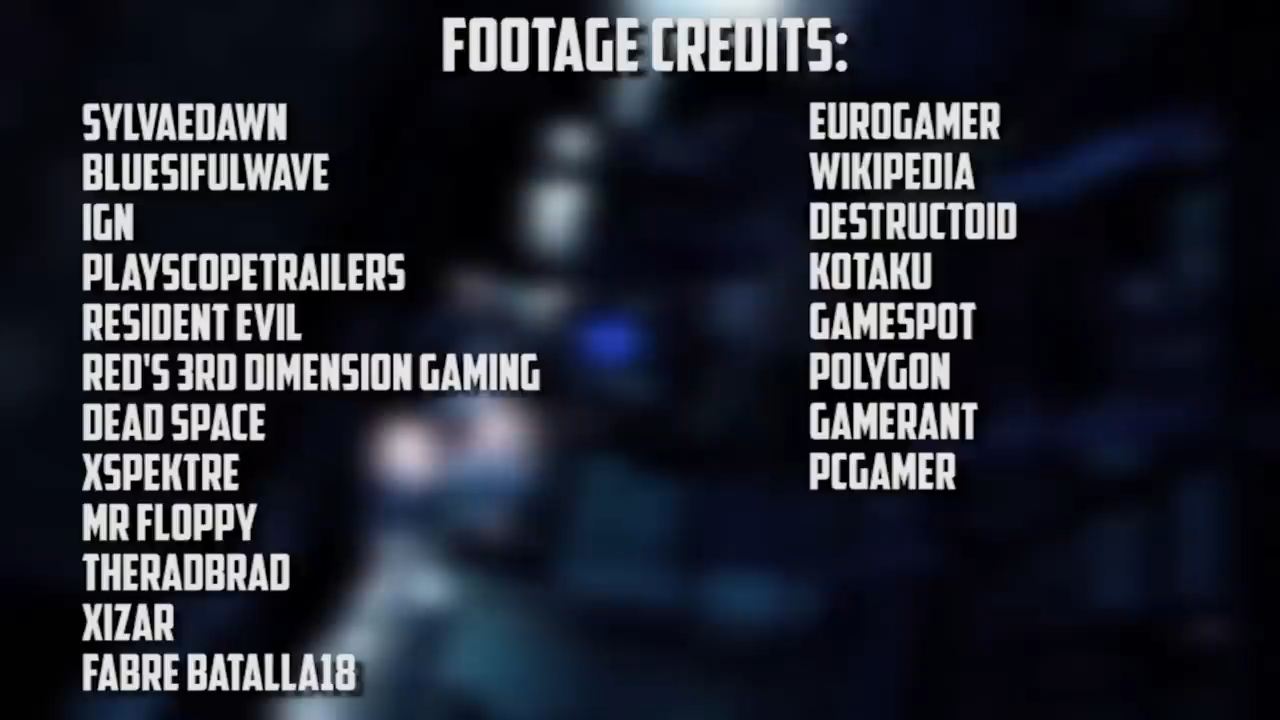 FOOTAGE CREDITS:
SYLVAEDAWN
BLUESIFULWAVE
IGN
PLAYSCOPETRAILERS
RESIDENT EVIL
RED'S 3RD DIMENSION GAMING
DEAD SPACE
XSPEKTRE
MR FLOPPY
THERADBRAD
XIZAR
FABRE BATALLA18
EUROGAMER
WIKIPEDIA
DESTRUCTOID
KOTAKU
GAMESPOT
POLYGON
GAMERANT
PCGAMER